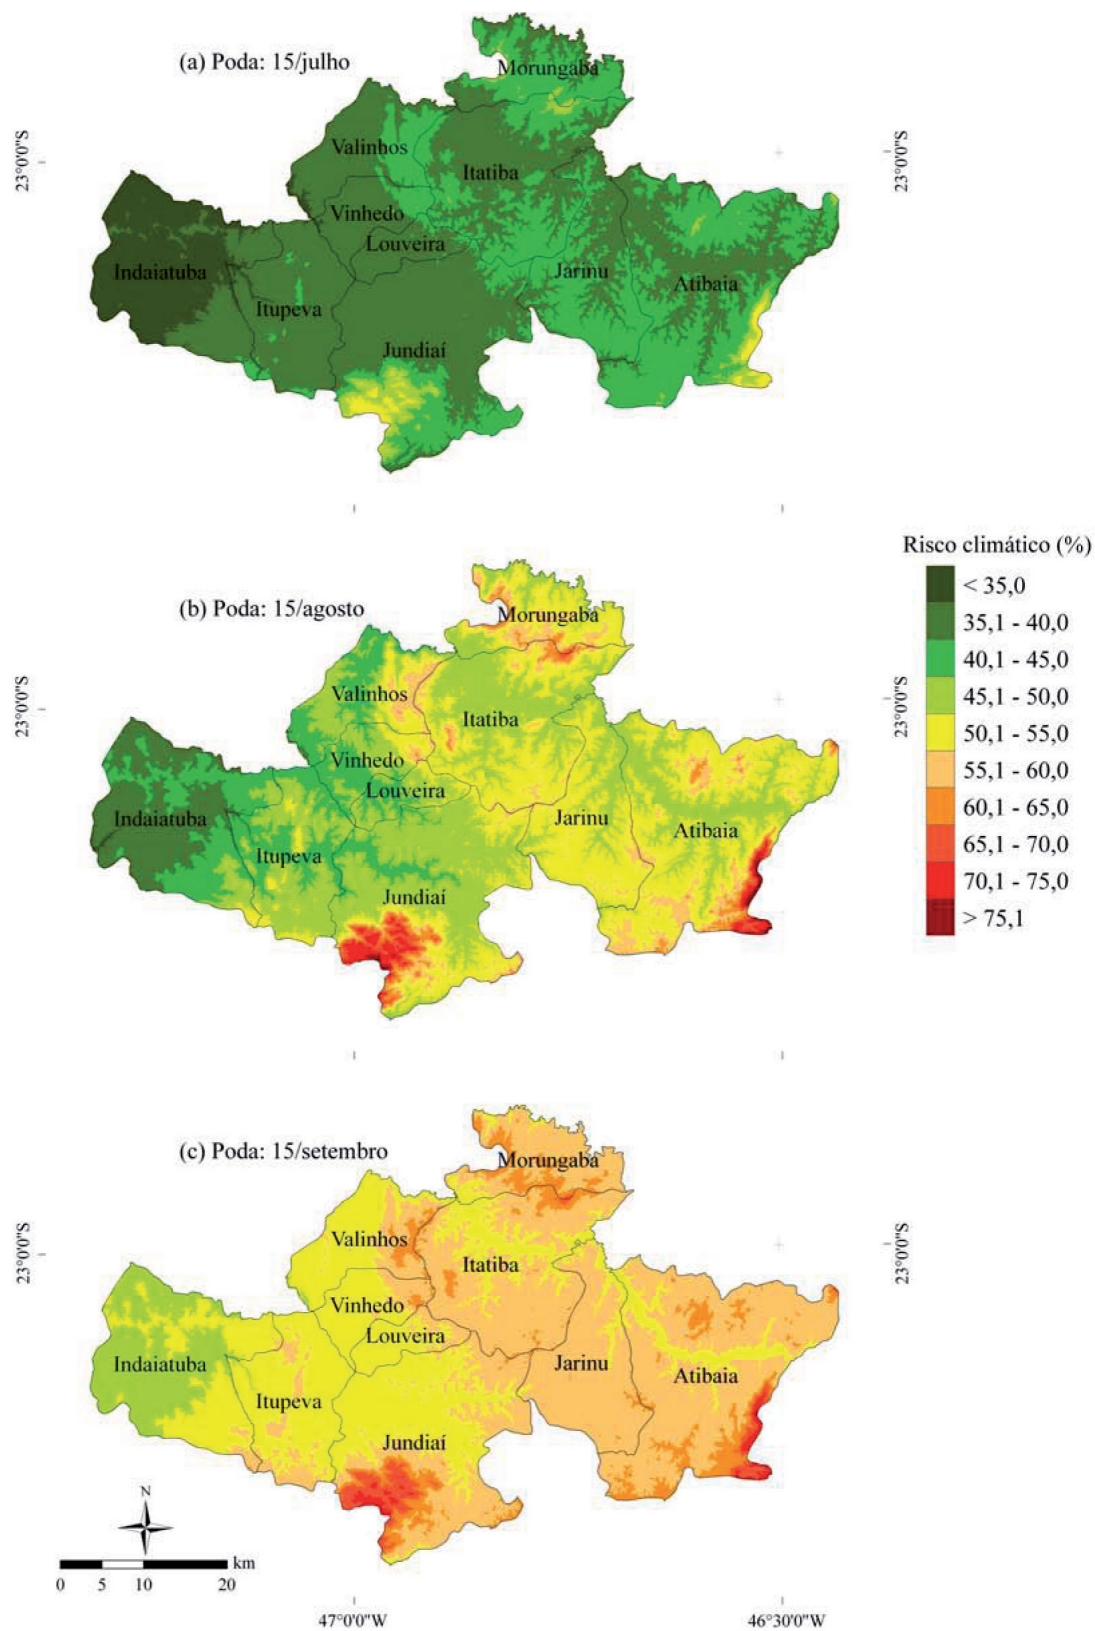 (a) Poda: 15/julho
Morungaba
Valinhos
Itatiba
23°0'0"S
23°0'0"S
Vinhedo
Louveira
Indaiatuba
Jarinu
Atibaia
Itupeva
Jundiaí
Risco climático (%)
< 35,0
35,1 - 40,0
40,1 - 45,0
45,1 - 50,0
50,1 - 55,0
55,1 - 60,0
60,1 - 65,0
65,1 - 70,0
70,1 - 75,0
> 75,1
(b) Poda: 15/agosto
Morungaba
Valinhos
Itatiba
23°0'0"S
23°0'0"S
Vinhedo
Louveira
Indaiatuba
Jarinu
Atibaia
Itupeva
Jundiaí
(c) Poda: 15/setembro
Morungaba
Valinhos
Itatiba
23°0'0"S
23°0'0"S
Vinhedo
Louveira
Indaiatuba
Jarinu
Atibaia
Itupeva
Jundiaí
N
km
0 5 10 20
47°0'0"W
46°30'0"W